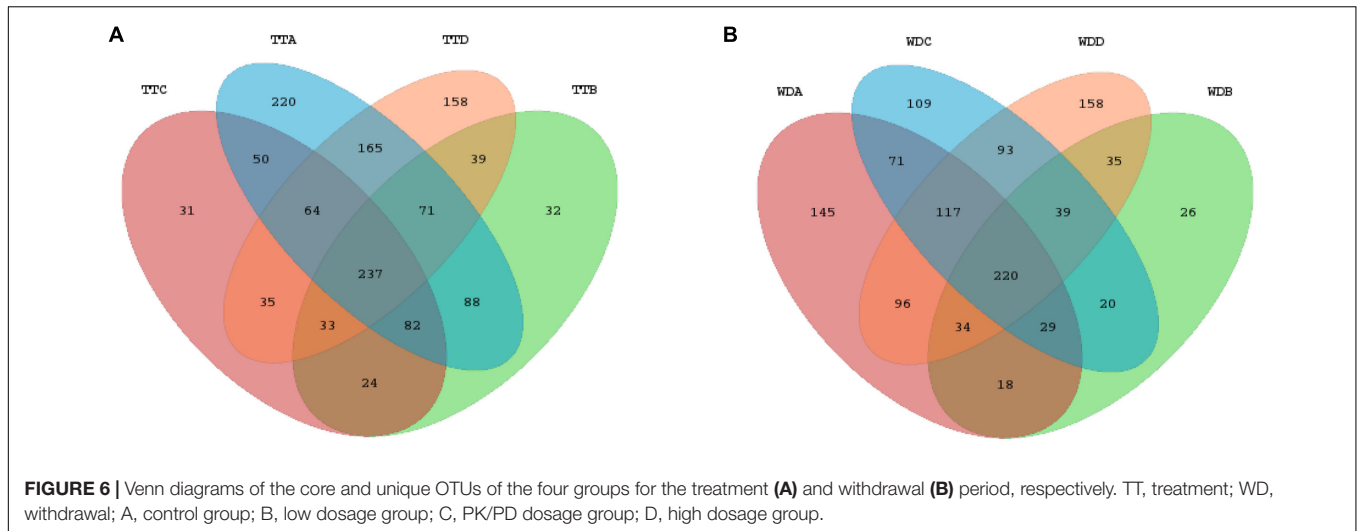 A
B
TTA
TTD
WDC
WDD
TTC
TTB
WDA
WDB
220
158
109
158
50
165
39
71
93
35
31
64
71
32
145
117
39
26
237
220
35
33
82
88
96
34
29
20
24
18
FIGURE 6 | Venn diagrams of the core and unique OTUs of the four groups for the treatment (A) and withdrawal (B) period, respectively. TT, treatment; WD,
withdrawal; A, control group; B, low dosage group; C, PK/PD dosage group; D, high dosage group.